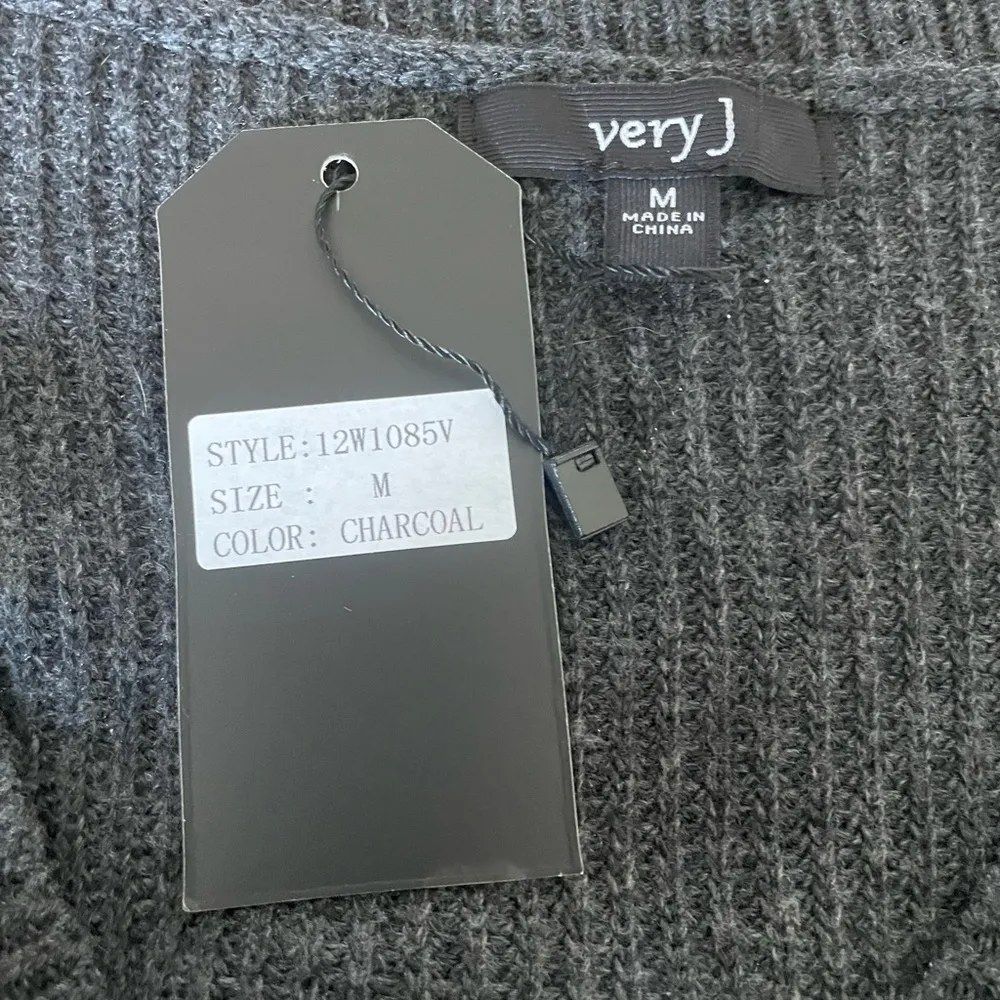 very J
M
MADE IN
CHINA
STYLE:12W1085V
SIZE : M
COLOR: CHARCOAL